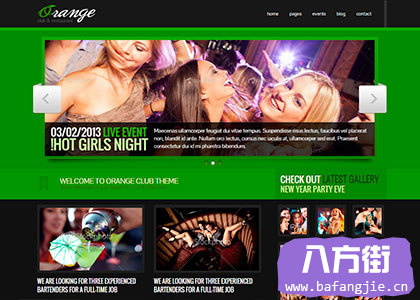 Orange
club & restaurant
home pages events blog contact
03/02/2013 LIVE EVENT
!HOT GIRLS NIGHT
Maecenas ullamcorper feugiat dui vitae tempus. Suspendisse risus lectus, faucibus vel placerat
non, blandit id ante. Nullam orci lectus, cursus nec iaculis at, ullamcorper sed erat. Praesent
consectetur dui id mi pharetra bibendum.
WELCOME TO ORANGE CLUB THEME
CHECK OUT LATEST GALLERY
NEW YEAR PARTY EVE
WE ARE LOOKING FOR THREE EXPERIENCED
BARTENDERS FOR A FULL-TIME JOB
WE ARE LOOKING FOR THREE EXPERIENCED
BARTENDERS FOR A FULL-TIME JOB
八方街
www.bafangjie.cn